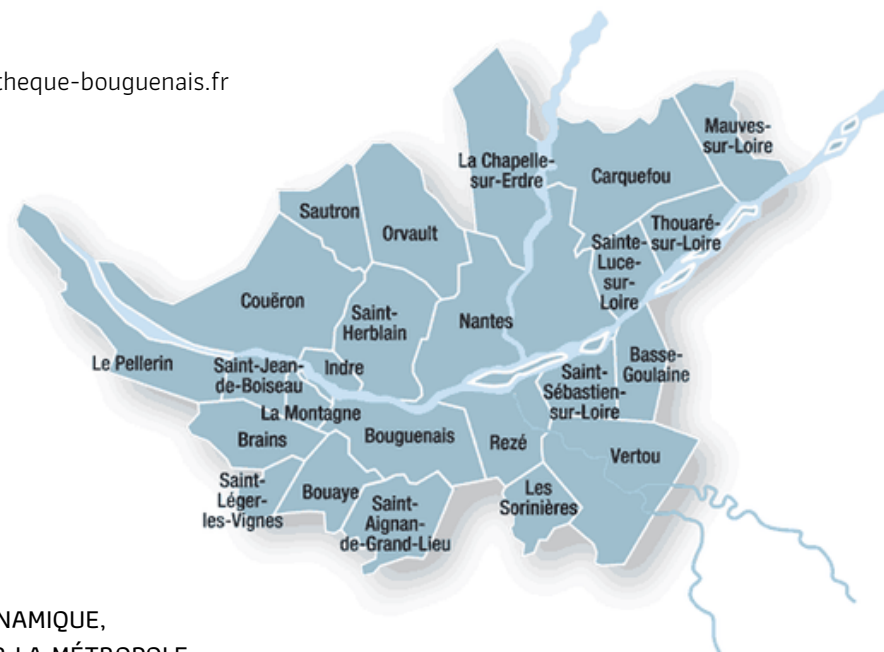 theque-bouguenais.fr
Mauves-
sur-Loire
La Chapelle-
sur-Erdre
Carquefou
Sautron
Orvault
Thouaré-
sur-Loire
Sainte-
Luce-
sur-
Loire
Couëron
Saint-
Herblain
Nantes
Le Pellerin
Saint-Jean-
de-Boiseau
Indre
Saint-
Sébastien-
sur-Loire
Basse-
Goulaine
La Montagne
Brains
Bouguenais
Rezé
Vertou
Saint-
Léger-
les-Vignes
Bouaye
Saint-
Aignan-
de-Grand-Lieu
Les
Sorinières
NAMIQUE,
LA MÉTROPOLE